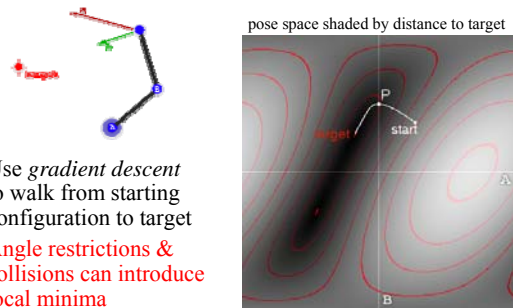 pose space shaded by distance to target
target
B
P
target
start
A
B
Use gradient descent
to walk from starting
configuration to target
Angle restrictions &
collisions can introduce
local minima